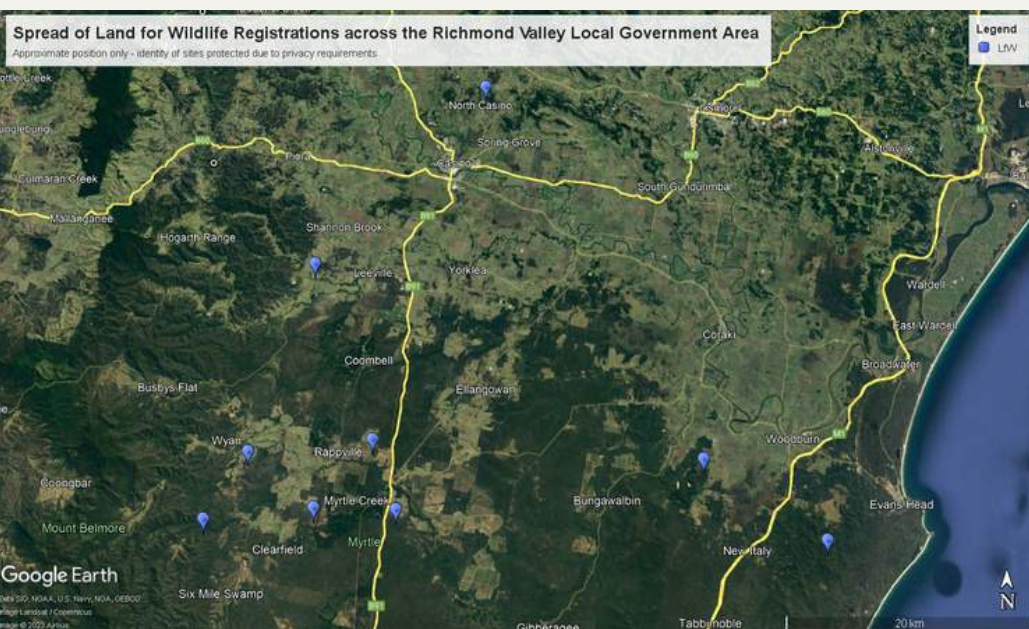 Spread of Land for Wildlife Registrations across the Richmond Valley Local Government Area
Approximate position only - identity of sites protected due to privacy requirements
Legend
LfW
North Casino
Spring Grove
Casino
Piora
Alstonville
South Gundurimba
Culmaran Creek
Mallanganee
Hogarth Range
Shannon Brook
Leeville
Yorklea
Wardell
East Wardell
Coraki
Coombell
Broadwater
Busbys Flat
Ellangowan
Wyan
Rappville
Woodburn
Coongbar
Myrtle Creek
Bungawalbin
Evans Head
Mount Belmore
Myrtle
Clearfield
New Italy
Google Earth
Six Mile Swamp
Tabbimoble
Gibberagee
20 km
N